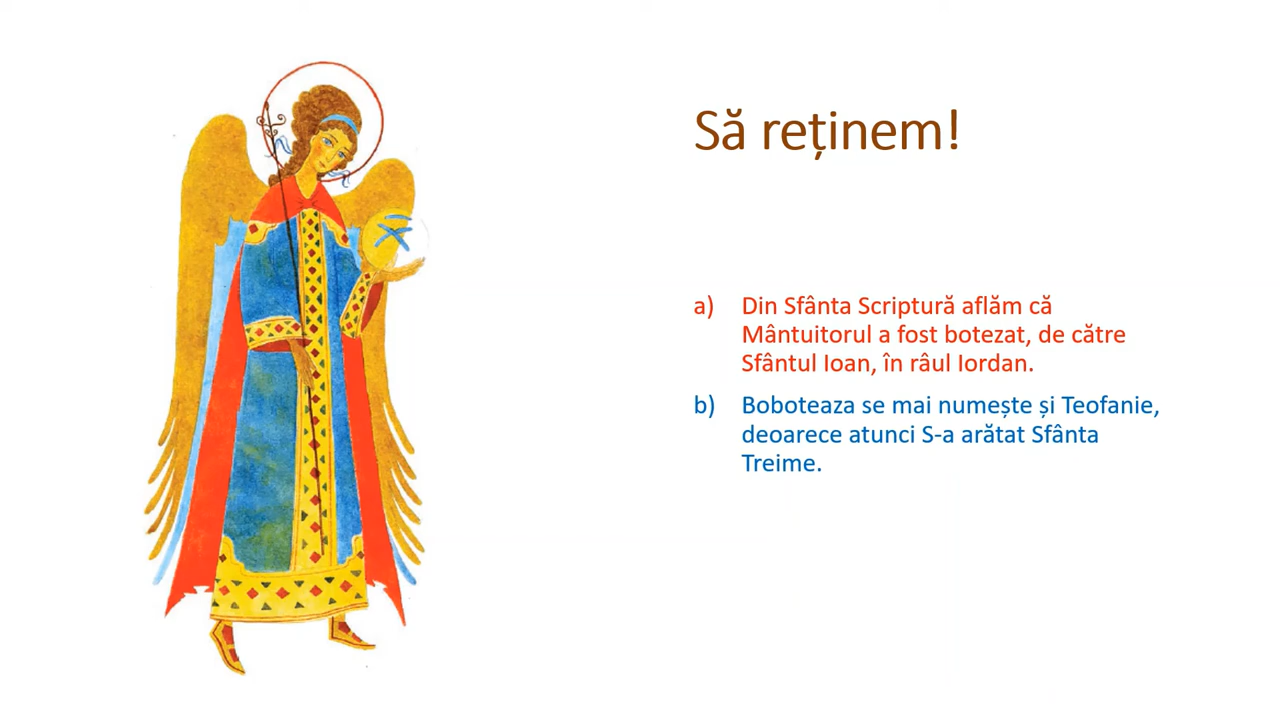 Să reținem!
a) Din Sfânta Scriptură aflăm că
Mântuitorul a fost botezat, de către
Sfântul Ioan, în râul Iordan.
b) Boboteaza se mai numește și Teofanie,
deoarece atunci S-a arătat Sfânta
Treime.